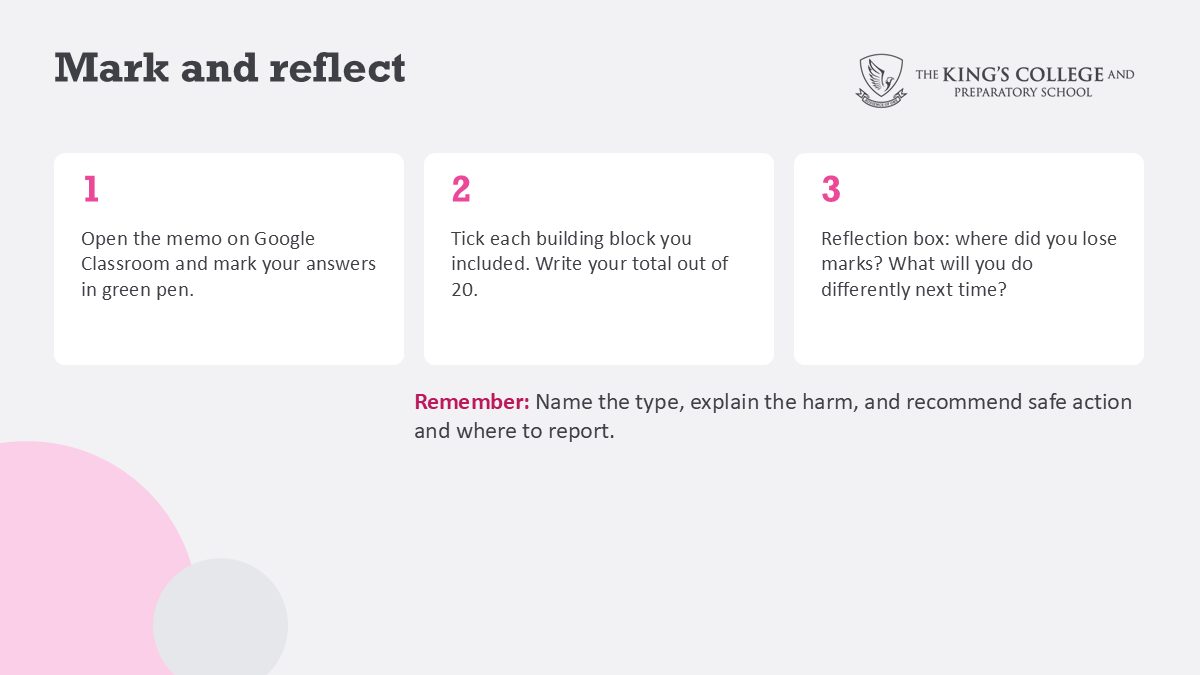 Mark and reflect
THE KING'S COLLEGE AND
PREPARATORY SCHOOL
1
Open the memo on Google
Classroom and mark your answers
in green pen.
2
Tick each building block you
included. Write your total out of
20.
3
Reflection box: where did you lose
marks? What will you do
differently next time?
Remember: Name the type, explain the harm, and recommend safe action
and where to report.